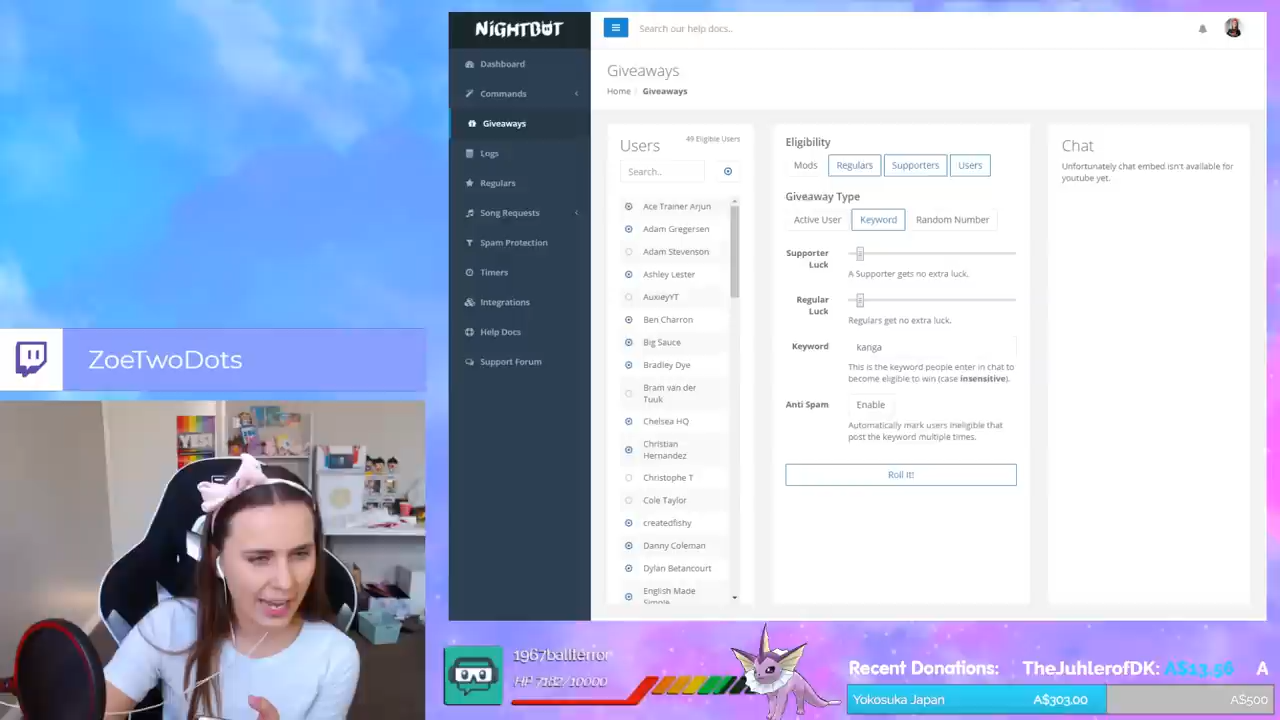 NIGHTBOT
Search our help docs..
Dashboard
Commands
Giveaways
Logs
Regulars
Song Requests
Spam Protection
Timers
Integrations
Help Docs
Support Forum
Giveaways
Home / Giveaways
Users
49 Eligible Users
Search..
Ace Trainer Arjun
Adam Gregersen
Adam Stevenson
Ashley Lester
AuxieyYT
Ben Charron
Big Sauce
Bradley Dye
Bram van der
Tuuk
Chelsea HQ
Christian
Hernandez
Christophe T
Cole Taylor
createdfishy
Danny Coleman
Dylan Betancourt
English Made
Simple
Eligibility
Mods
Regulars
Supporters
Users
Giveaway Type
Active User
Keyword
Random Number
Supporter
Luck
A Supporter gets no extra luck.
Regular
Luck
Regulars get no extra luck.
Keyword
kanga
This is the keyword people enter in chat to
become eligible to win (case insensitive).
Anti Spam
Enable
Automatically mark users ineligible that
post the keyword multiple times.
Roll It!
Chat
Unfortunately chat embed isn't available for
youtube yet.
ZoeTwoDots
YES!
1967ballterror
HP 7182/10000
Recent Donations: TheJuhlerofDK: A$13.56 A
Yokosuka Japan A$303.00 A$500